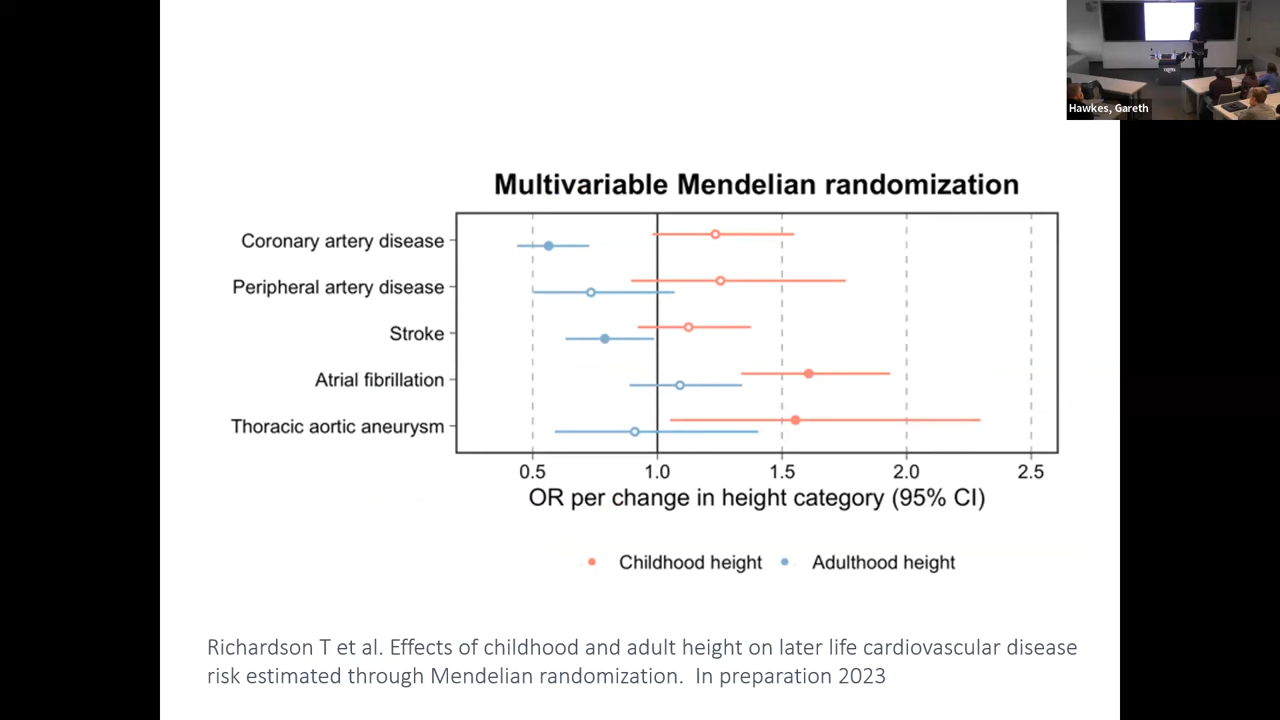 Hawkes, Gareth
Multivariable Mendelian randomization
Coronary artery disease
Peripheral artery disease
Stroke
Atrial fibrillation
Thoracic aortic aneurysm
0.5 1.0 1.5 2.0 2.5
OR per change in height category (95% CI)
Childhood height Adulthood height
Richardson T et al. Effects of childhood and adult height on later life cardiovascular disease
risk estimated through Mendelian randomization. In preparation 2023